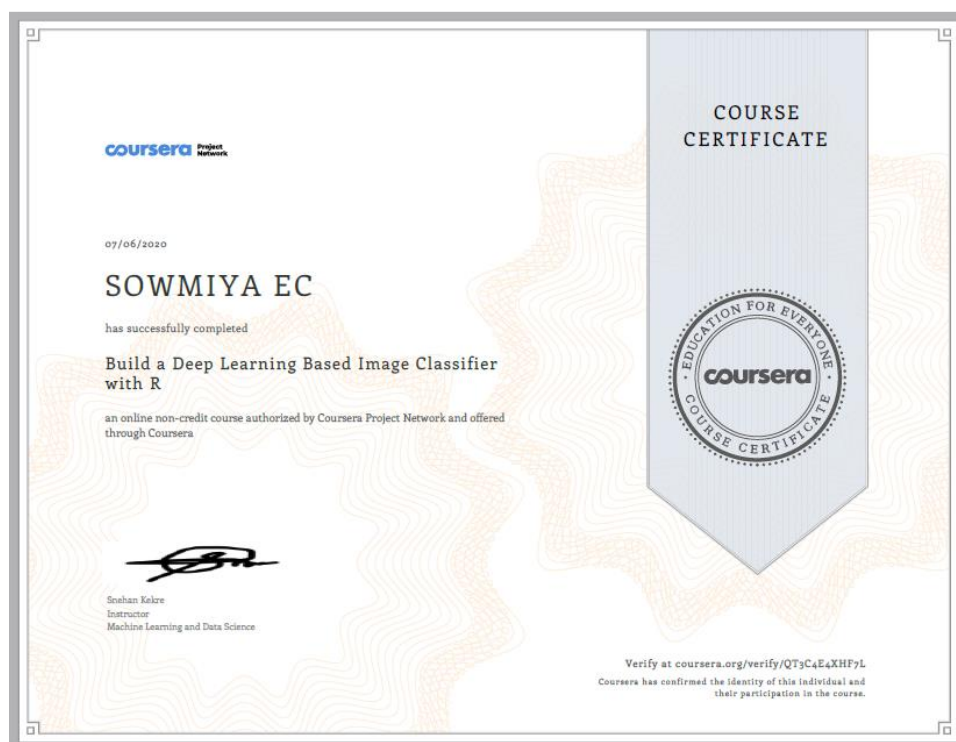 coursera Project Network
07/06/2020
SOWMIYA EC
has successfully completed
Build a Deep Learning Based Image Classifier
with R
an online non-credit course authorized by Coursera Project Network and offered
through Coursera
Snehan Kekre
Instructor
Machine Learning and Data Science
COURSE
CERTIFICATE
EDUCATION FOR EVERYONE
coursera
COURSE CERTIFICATE
Verify at coursera.org/verify/QT3C4E4XHF7L
Coursera has confirmed the identity of this individual and
their participation in the course.